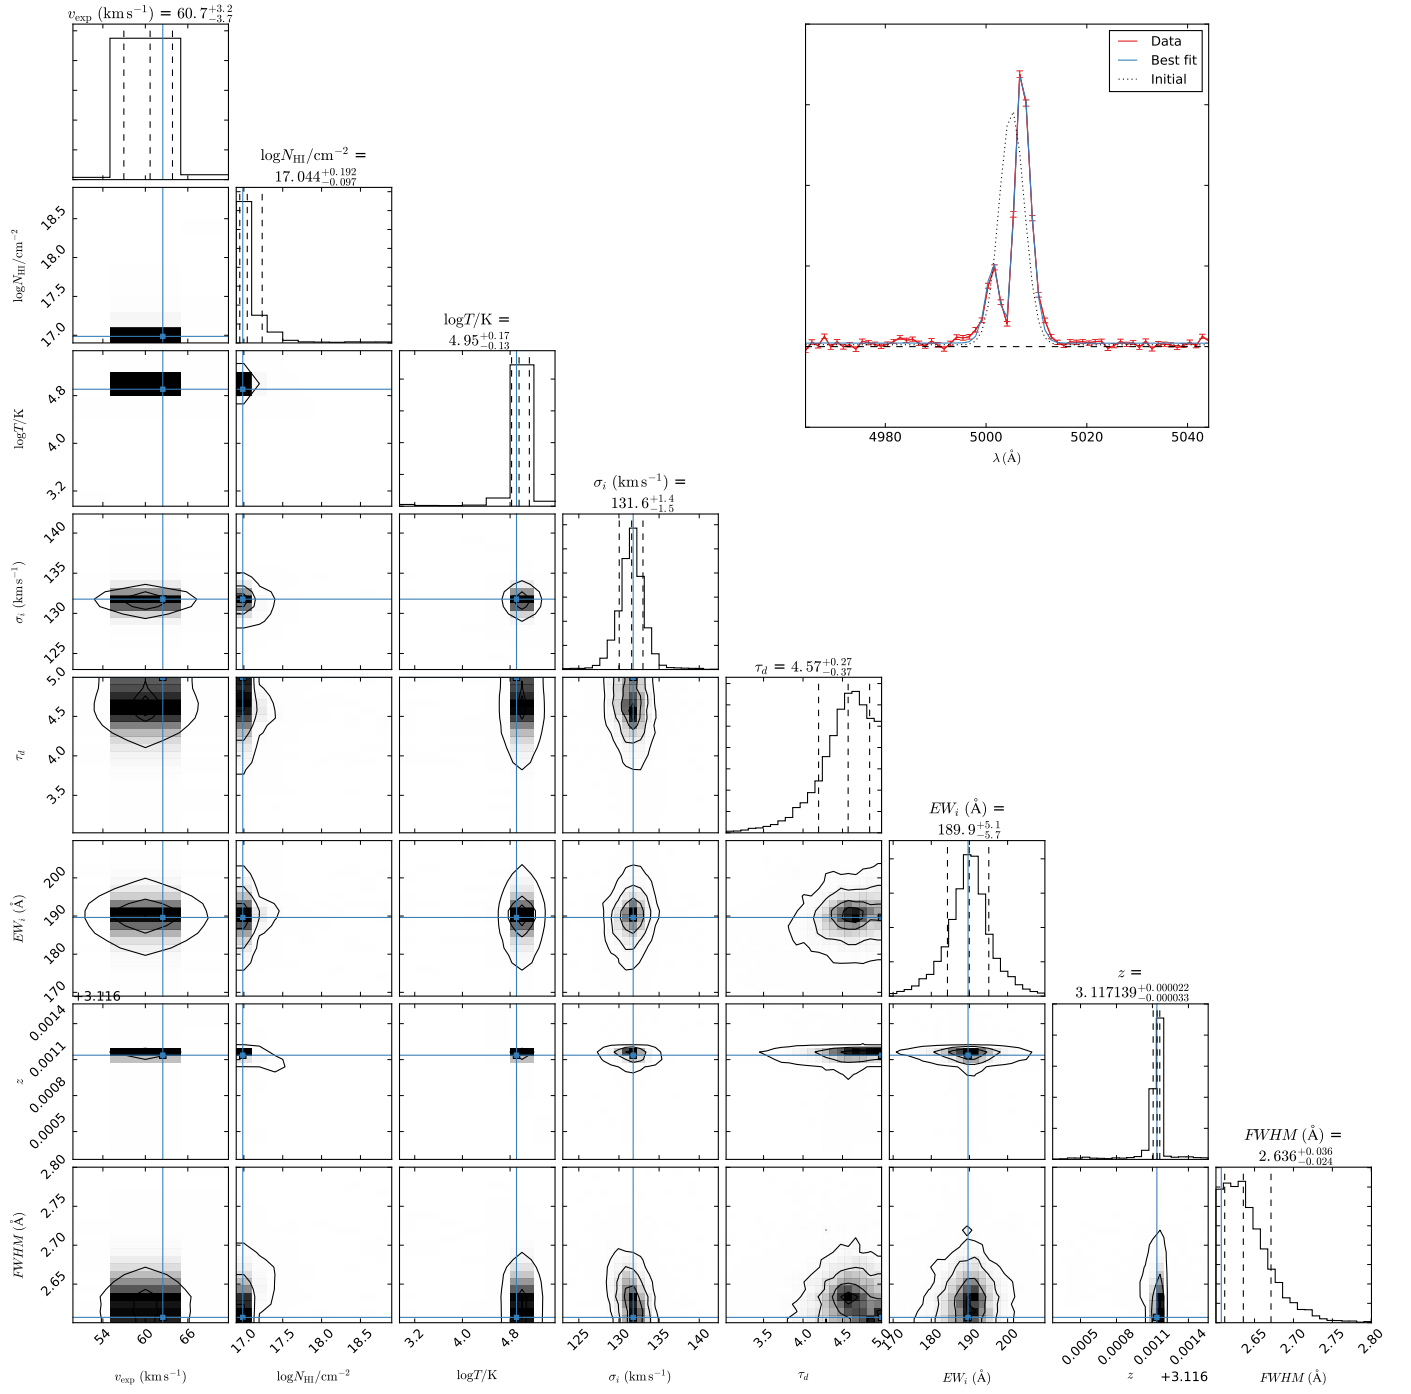 v_exp (km s⁻¹) = 60.7 +3.2 −3.7
Data
Best fit
Initial
logN_HI/cm⁻² =
17.044 +0.192 −0.097
18.5
18.0
17.5
17.0
logN_HI/cm⁻²
logT/K =
4.95 +0.17 −0.13
4980 5000 5020 5040
λ (Å)
4.8
4.0
3.2
logT/K
σ_i (km s⁻¹) =
131.6 +1.4 −1.5
140
135
130
125
σ_i (km s⁻¹)
τ_d = 4.57 +0.27 −0.37
5.0
4.5
4.0
3.5
τ_d
EW_i (Å) =
189.9 +5.1 −5.7
200
190
180
170
EW_i (Å)
z =
3.117139 +0.000022 −0.000033
+3.116
0.0014
0.0011
0.0008
0.0005
z
FWHM (Å) =
2.636 +0.036 −0.024
2.80
2.75
2.70
2.65
FWHM (Å)
54 60 66
17.0 17.5 18.0 18.5
3.2 4.0 4.8
125 130 135 140
3.5 4.0 4.5 5.0
170 180 190 200
0.0005 0.0008 0.0011 0.0014
2.65 2.70 2.75 2.80
v_exp (km s⁻¹)
logN_HI/cm⁻²
logT/K
σ_i (km s⁻¹)
τ_d
EW_i (Å)
z
+3.116
FWHM (Å)